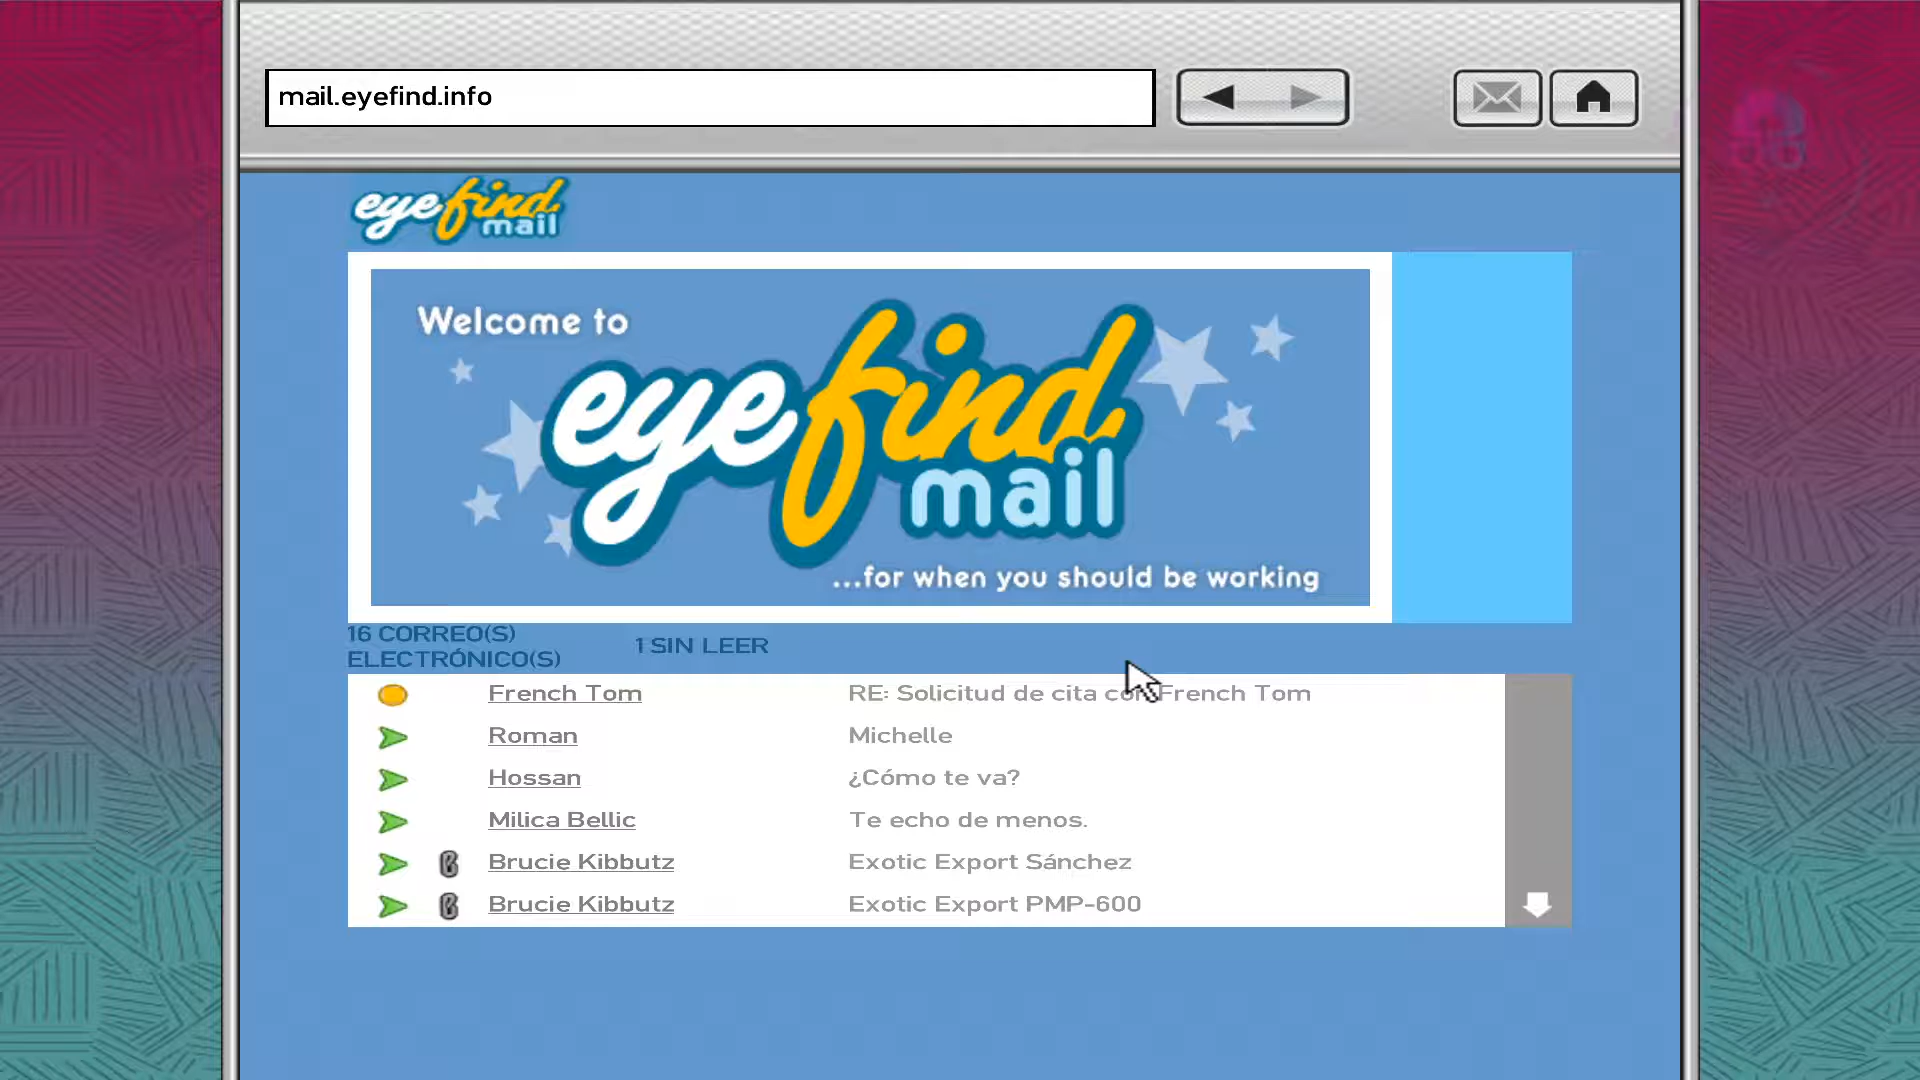 mail.eyefind.info
eyefind mail
Welcome to
eyefind
mail
...for when you should be working
16 CORREO(S)
ELECTRÓNICO(S)
1 SIN LEER
French Tom RE: Solicitud de cita con French Tom
Roman Michelle
Hossan ¿Cómo te va?
Milica Bellic Te echo de menos.
Brucie Kibbutz Exotic Export Sánchez
Brucie Kibbutz Exotic Export PMP-600